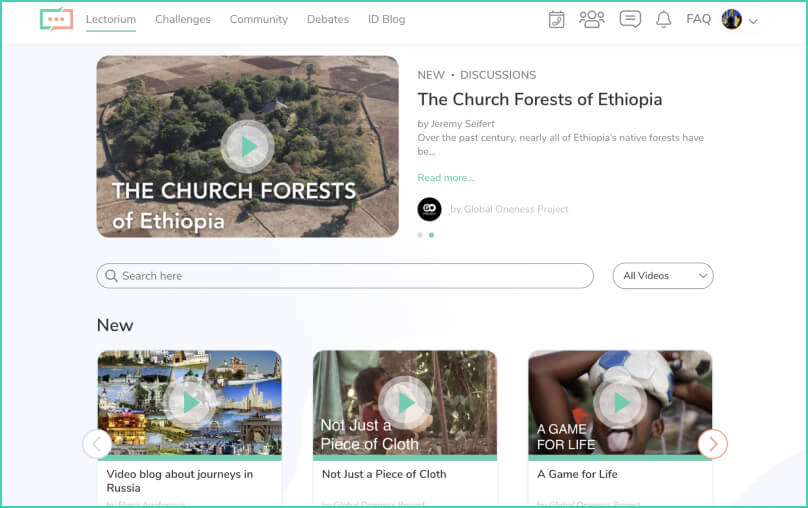 Lectorium Challenges Community Debates ID Blog FAQ
NEW • DISCUSSIONS
The Church Forests of Ethiopia
by Jeremy Seifert
Over the past century, nearly all of Ethiopia's native forests have
be...
Read more...
by Global Oneness Project
THE CHURCH FORESTS
of Ethiopia
Search here
All Videos
New
Not Just a
Piece of Cloth
A GAME
FOR LIFE
Video blog about journeys in
Russia
Not Just a Piece of Cloth
A Game for Life
by Global Oneness Project
by Global Oneness Project